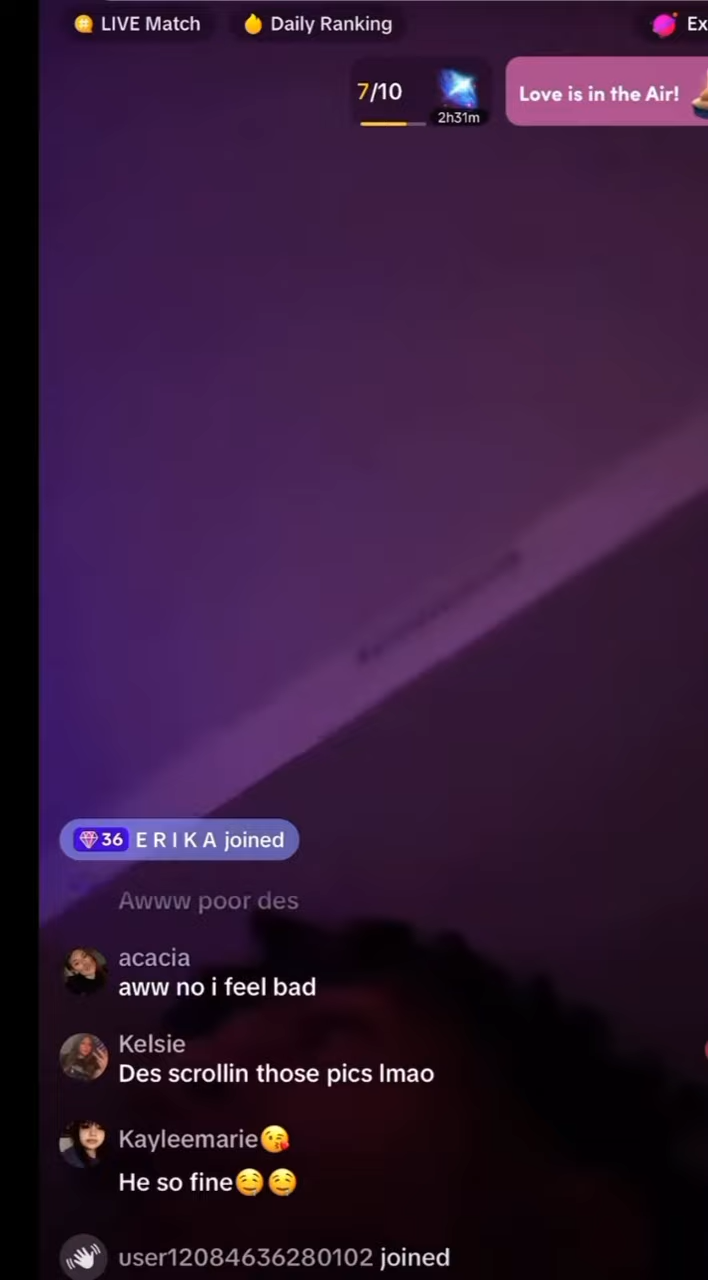 LIVE Match
Daily Ranking
Ex
7/10
2h31m
Love is in the Air!
36 E R I K A joined
Awww poor des
acacia
aww no i feel bad
Kelsie
Des scrollin those pics lmao
Kayleemarie😘
He so fine🤤🤤
user12084636280102 joined